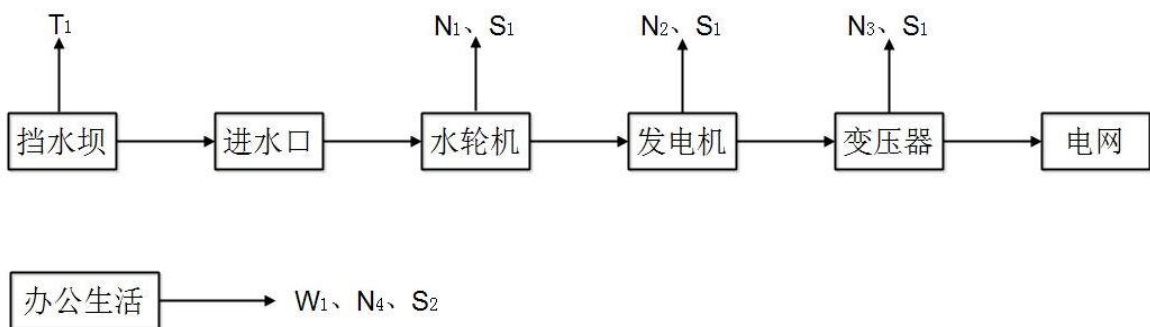 T₁ N₁、S₁ N₂、S₁ N₃、S₁
挡水坝 进水口 水轮机 发电机 变压器 电网
办公生活 W₁、N₄、S₂